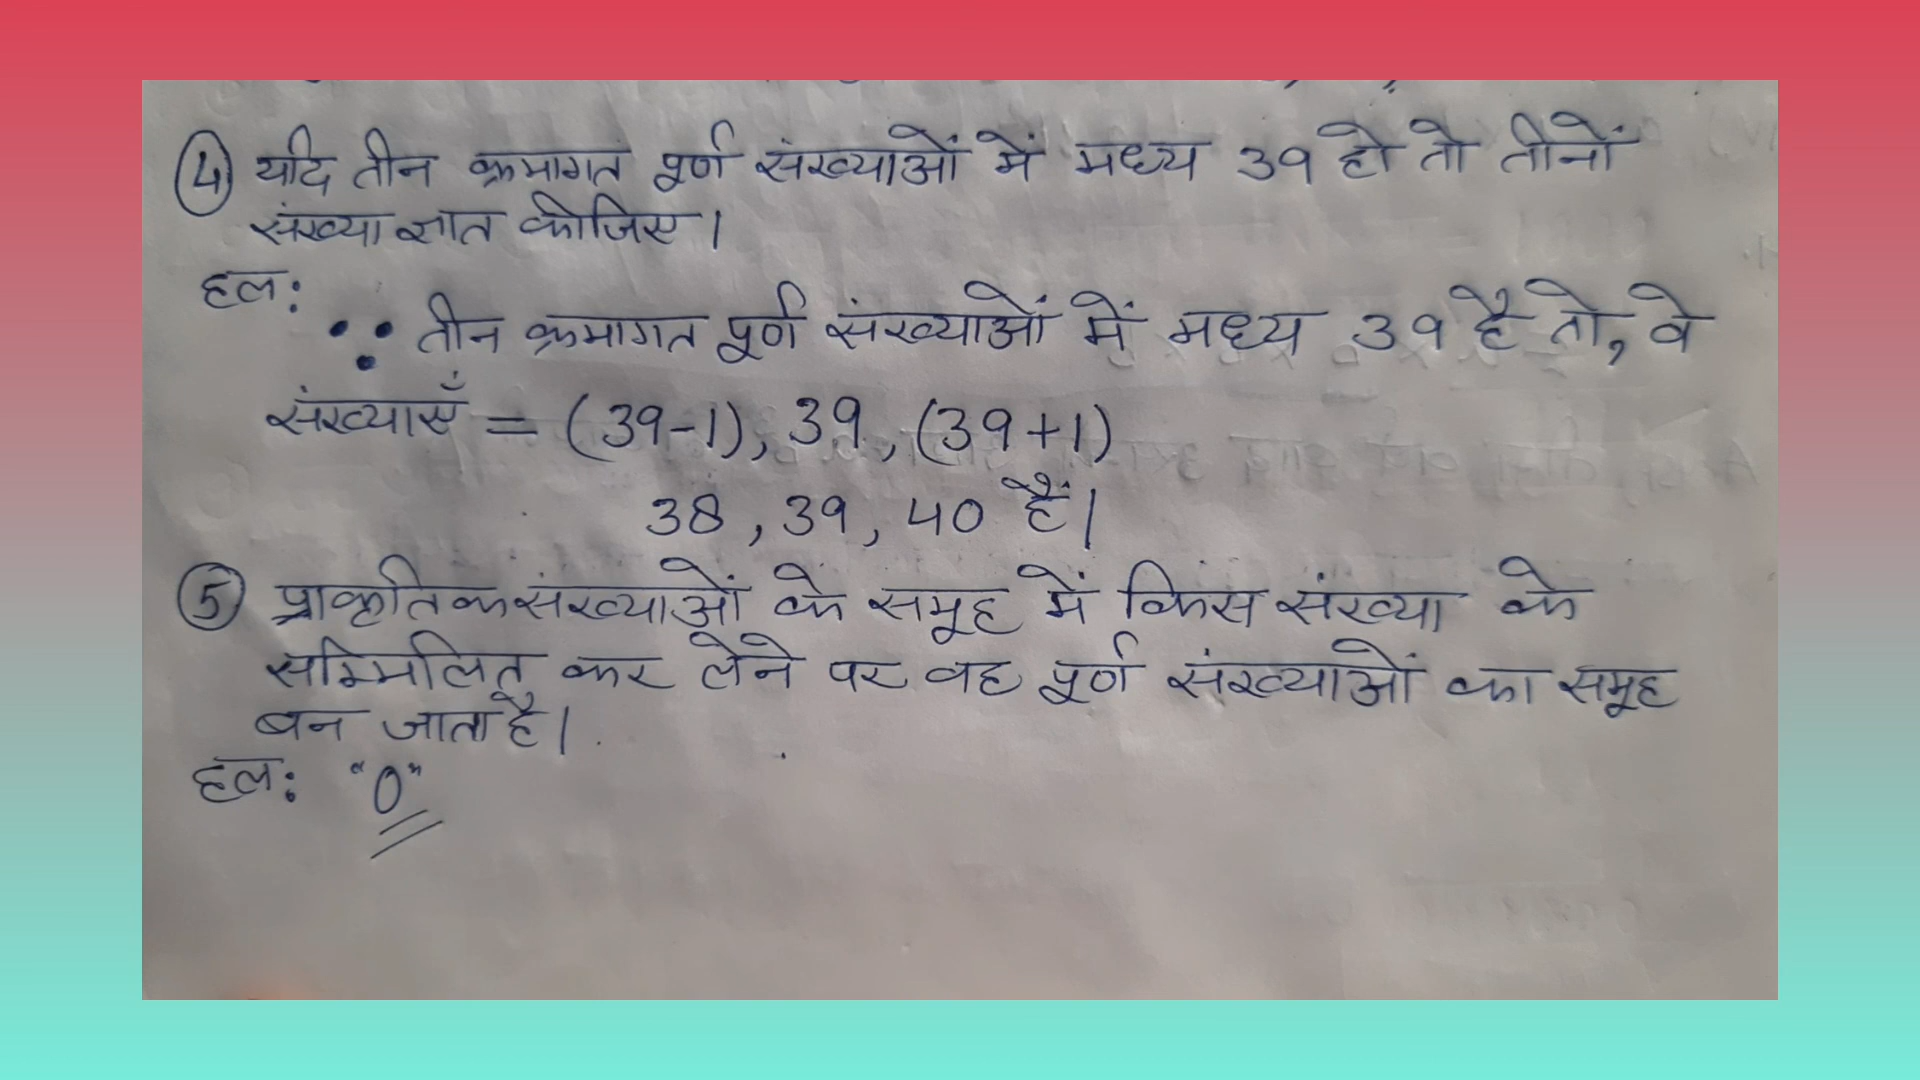 ④ यदि तीन क्रमागत पूर्ण संख्याओं में मध्य 39 हो तो तीनों
संख्या ज्ञात कीजिए।
हल:
∵ तीन क्रमागत पूर्ण संख्याओं में मध्य 39 है तो, वे
संख्याएँ = (39-1), 39, (39+1)
38, 39, 40 हैं।
⑤ प्राकृतिक संख्याओं के समूह में किस संख्या के
सम्मिलित कर लेने पर वह पूर्ण संख्याओं का समूह
बन जाता है।
हल: "0"